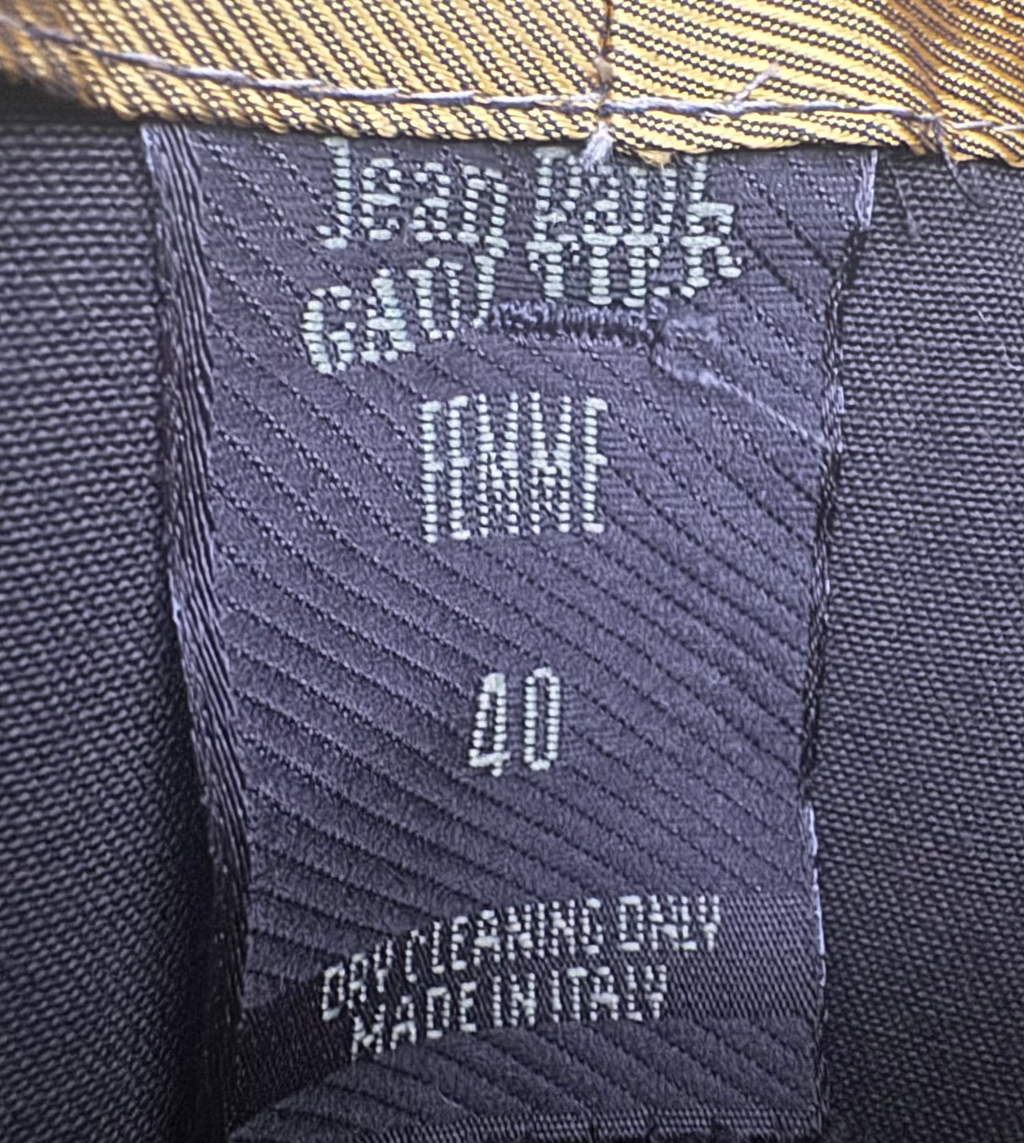 Jean Paul
GAULTIER
FEMME
40
DRY CLEANING ONLY
MADE IN ITALY